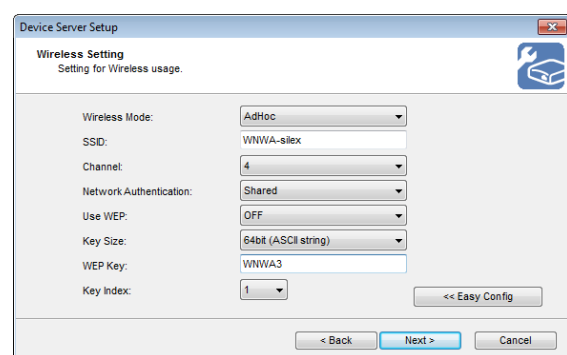 Device Server Setup
Wireless Setting
Setting for Wireless usage.
Wireless Mode: AdHoc
SSID: WNWA-silex
Channel: 4
Network Authentication: Shared
Use WEP: OFF
Key Size: 64bit (ASCII string)
WEP Key: WNWA3
Key Index: 1
<< Easy Config
< Back Next > Cancel